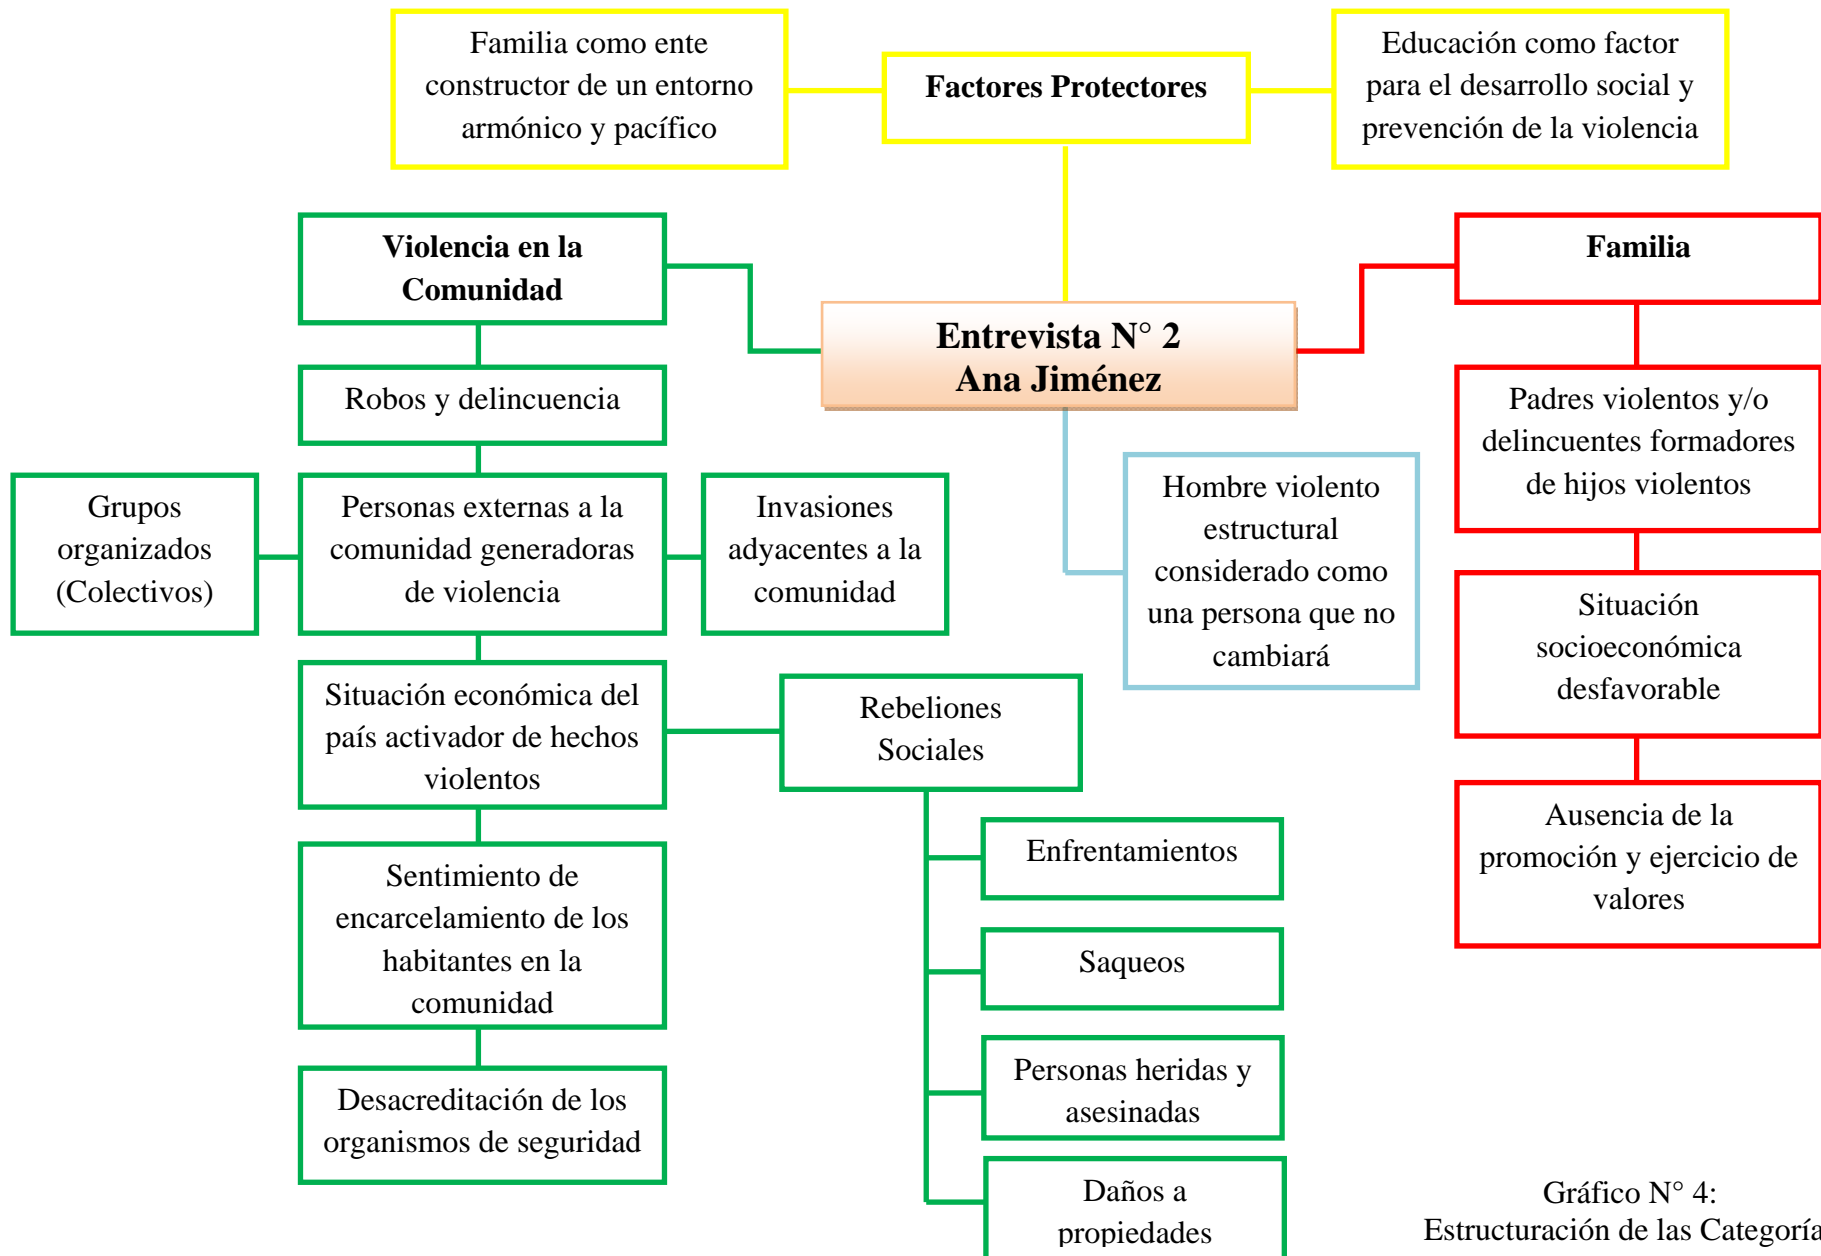 Familia como ente
constructor de un entorno
armónico y pacífico
Factores Protectores
Educación como factor
para el desarrollo social y
prevención de la violencia
Violencia en la
Comunidad
Familia
Entrevista N° 2
Ana Jiménez
Robos y delincuencia
Padres violentos y/o
delincuentes formadores
de hijos violentos
Grupos
organizados
(Colectivos)
Personas externas a la
comunidad generadoras
de violencia
Invasiones
adyacentes a la
comunidad
Hombre violento
estructural
considerado como
una persona que no
cambiará
Situación
socioeconómica
desfavorable
Situación económica del
país activador de hechos
violentos
Rebeliones
Sociales
Ausencia de la
promoción y ejercicio de
valores
Enfrentamientos
Sentimiento de
encarcelamiento de los
habitantes en la
comunidad
Saqueos
Personas heridas y
asesinadas
Desacreditación de los
organismos de seguridad
Daños a
propiedades
Gráfico N° 4:
Estructuración de las Categoría